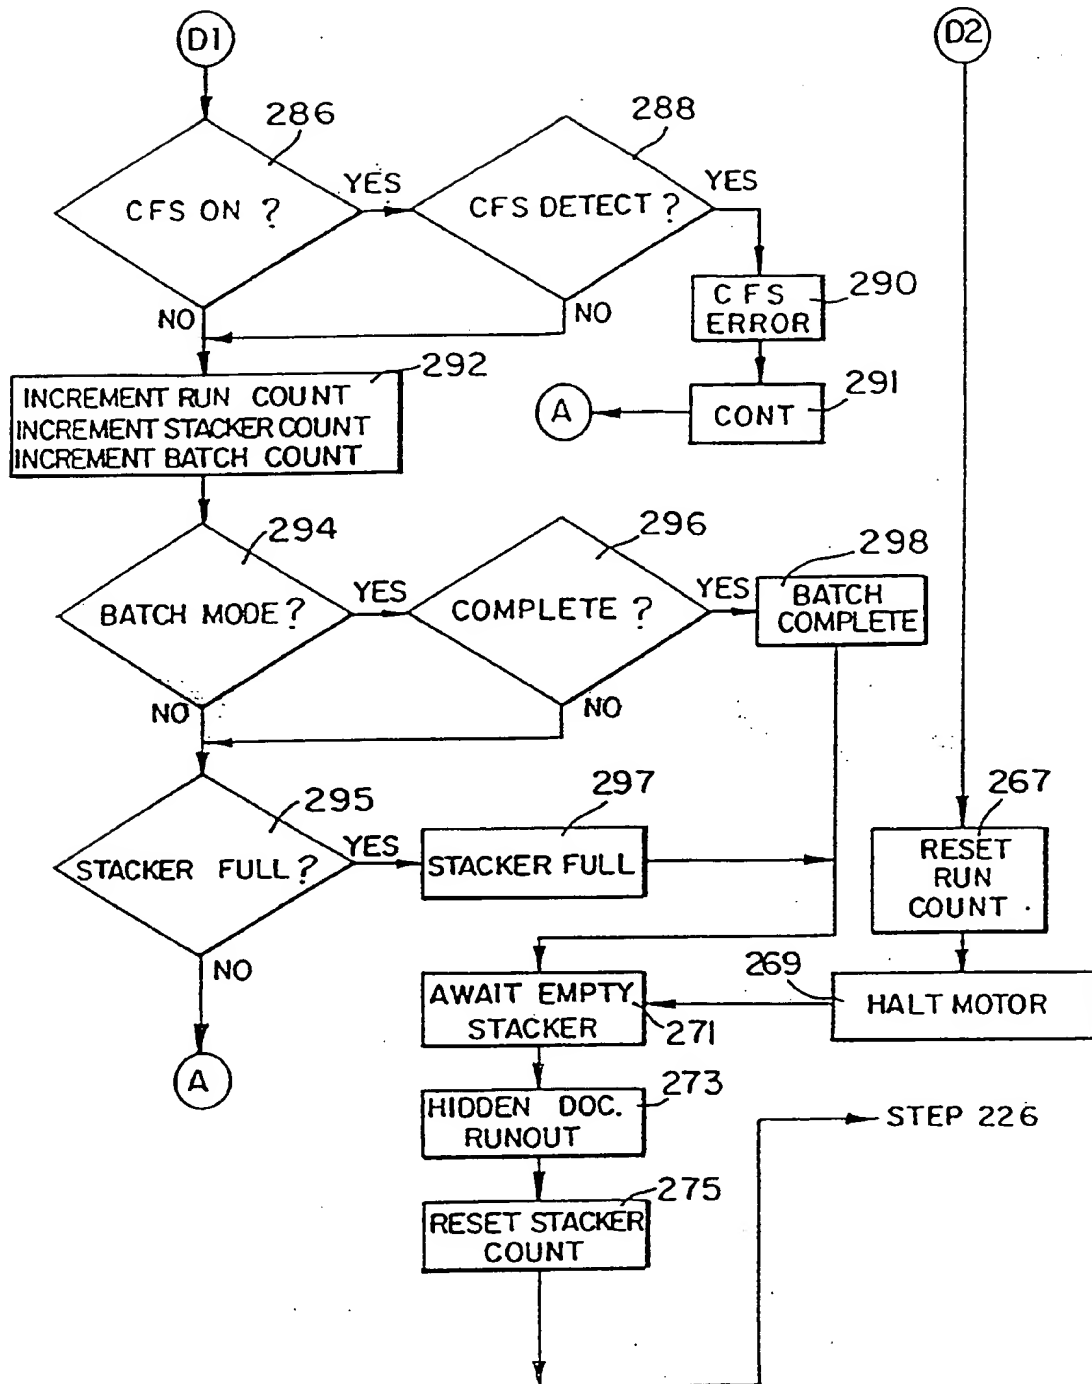 D1
D2
286
288
CFS ON ?
YES
CFS DETECT ?
YES
NO
NO
CFS
ERROR
290
292
INCREMENT RUN COUNT
INCREMENT STACKER COUNT
INCREMENT BATCH COUNT
A
CONT
291
294
296
298
BATCH MODE ?
YES
COMPLETE ?
YES
BATCH
COMPLETE
NO
NO
295
297
267
STACKER FULL ?
YES
STACKER FULL
RESET
RUN
COUNT
NO
269
HALT MOTOR
AWAIT EMPTY
STACKER
271
A
273
HIDDEN DOC.
RUNOUT
STEP 226
275
RESET STACKER
COUNT